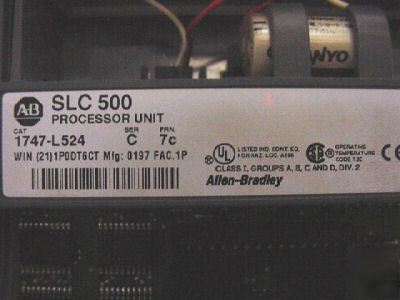 NYO
AB SLC 500
PROCESSOR UNIT
CAT SER FRN.
1747-L524 C 7c
WIN (21)1P0DT6CT Mfg: 0197 FAC.1P
UL LISTED IND. CONT. EQ.
FOR HAZ. LOC. A196
OPERATING
TEMPERATURE
CODE T3C
CE
CLASS I, GROUPS A, B, C AND D, DIV. 2
Allen-Bradley